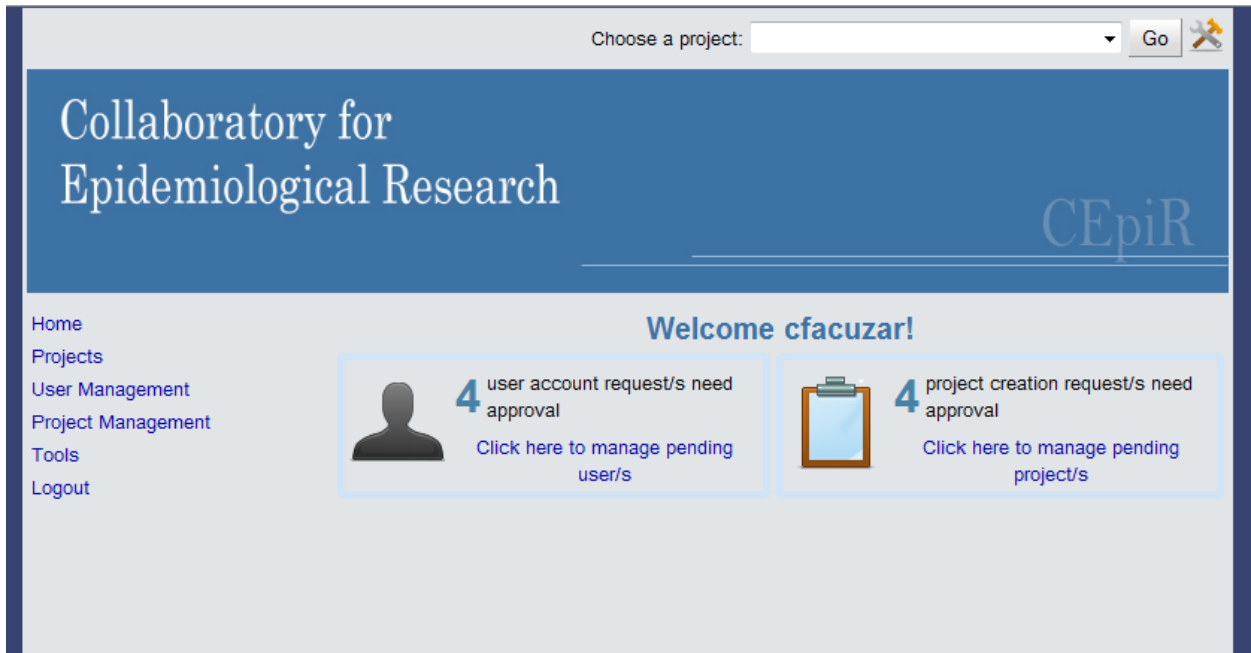 Choose a project:
Go
Collaboratory for
Epidemiological Research
CEpiR
Home
Projects
User Management
Project Management
Tools
Logout
Welcome cfacuzar!
4 user account request/s need
approval
Click here to manage pending
user/s
4 project creation request/s need
approval
Click here to manage pending
project/s